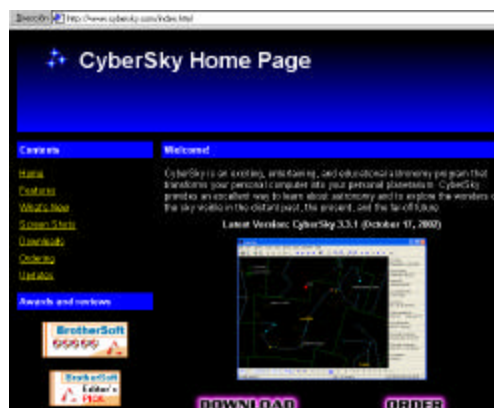 Dirección http://www.cybersky.com/index.html
CyberSky Home Page
Contents
Home
Features
What's New
Screen Shots
Downloads
Ordering
Updates
Awards and reviews
BrotherSoft
BrotherSoft
Editor's
PICK
Welcome!
CyberSky is an exciting, entertaining, and educational astronomy program that
transforms your personal computer into your personal planetarium. CyberSky
provides an excellent way to learn about astronomy and to explore the wonders of
the sky visible in the distant past, the present, and the far-off future.
Latest Version: CyberSky 3.3.1 (October 17, 2002)
DOWNLOAD
ORDER